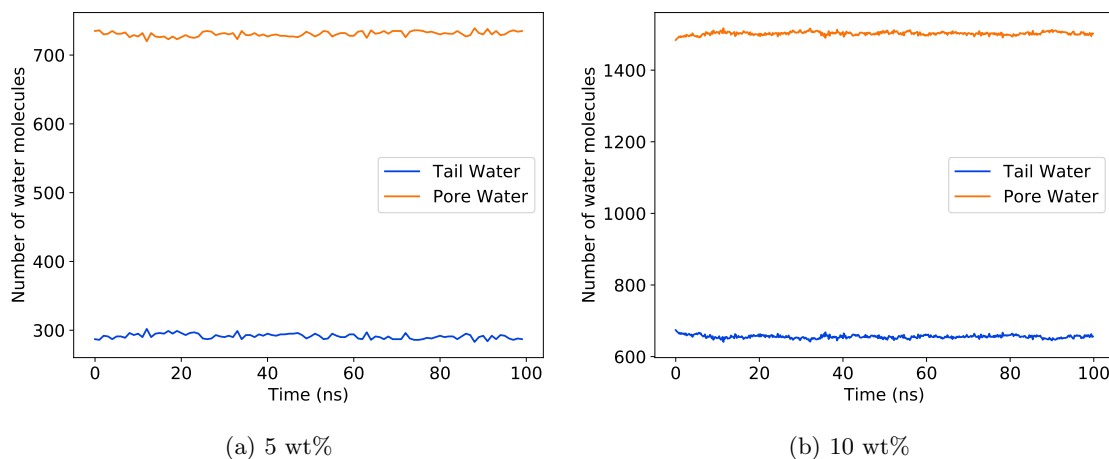 Number of water molecules
700
600
500
400
300
0 20 40 60 80 100
Time (ns)
Tail Water
Pore Water
(a) 5 wt%
Number of water molecules
1400
1200
1000
800
600
0 20 40 60 80 100
Time (ns)
Tail Water
Pore Water
(b) 10 wt%